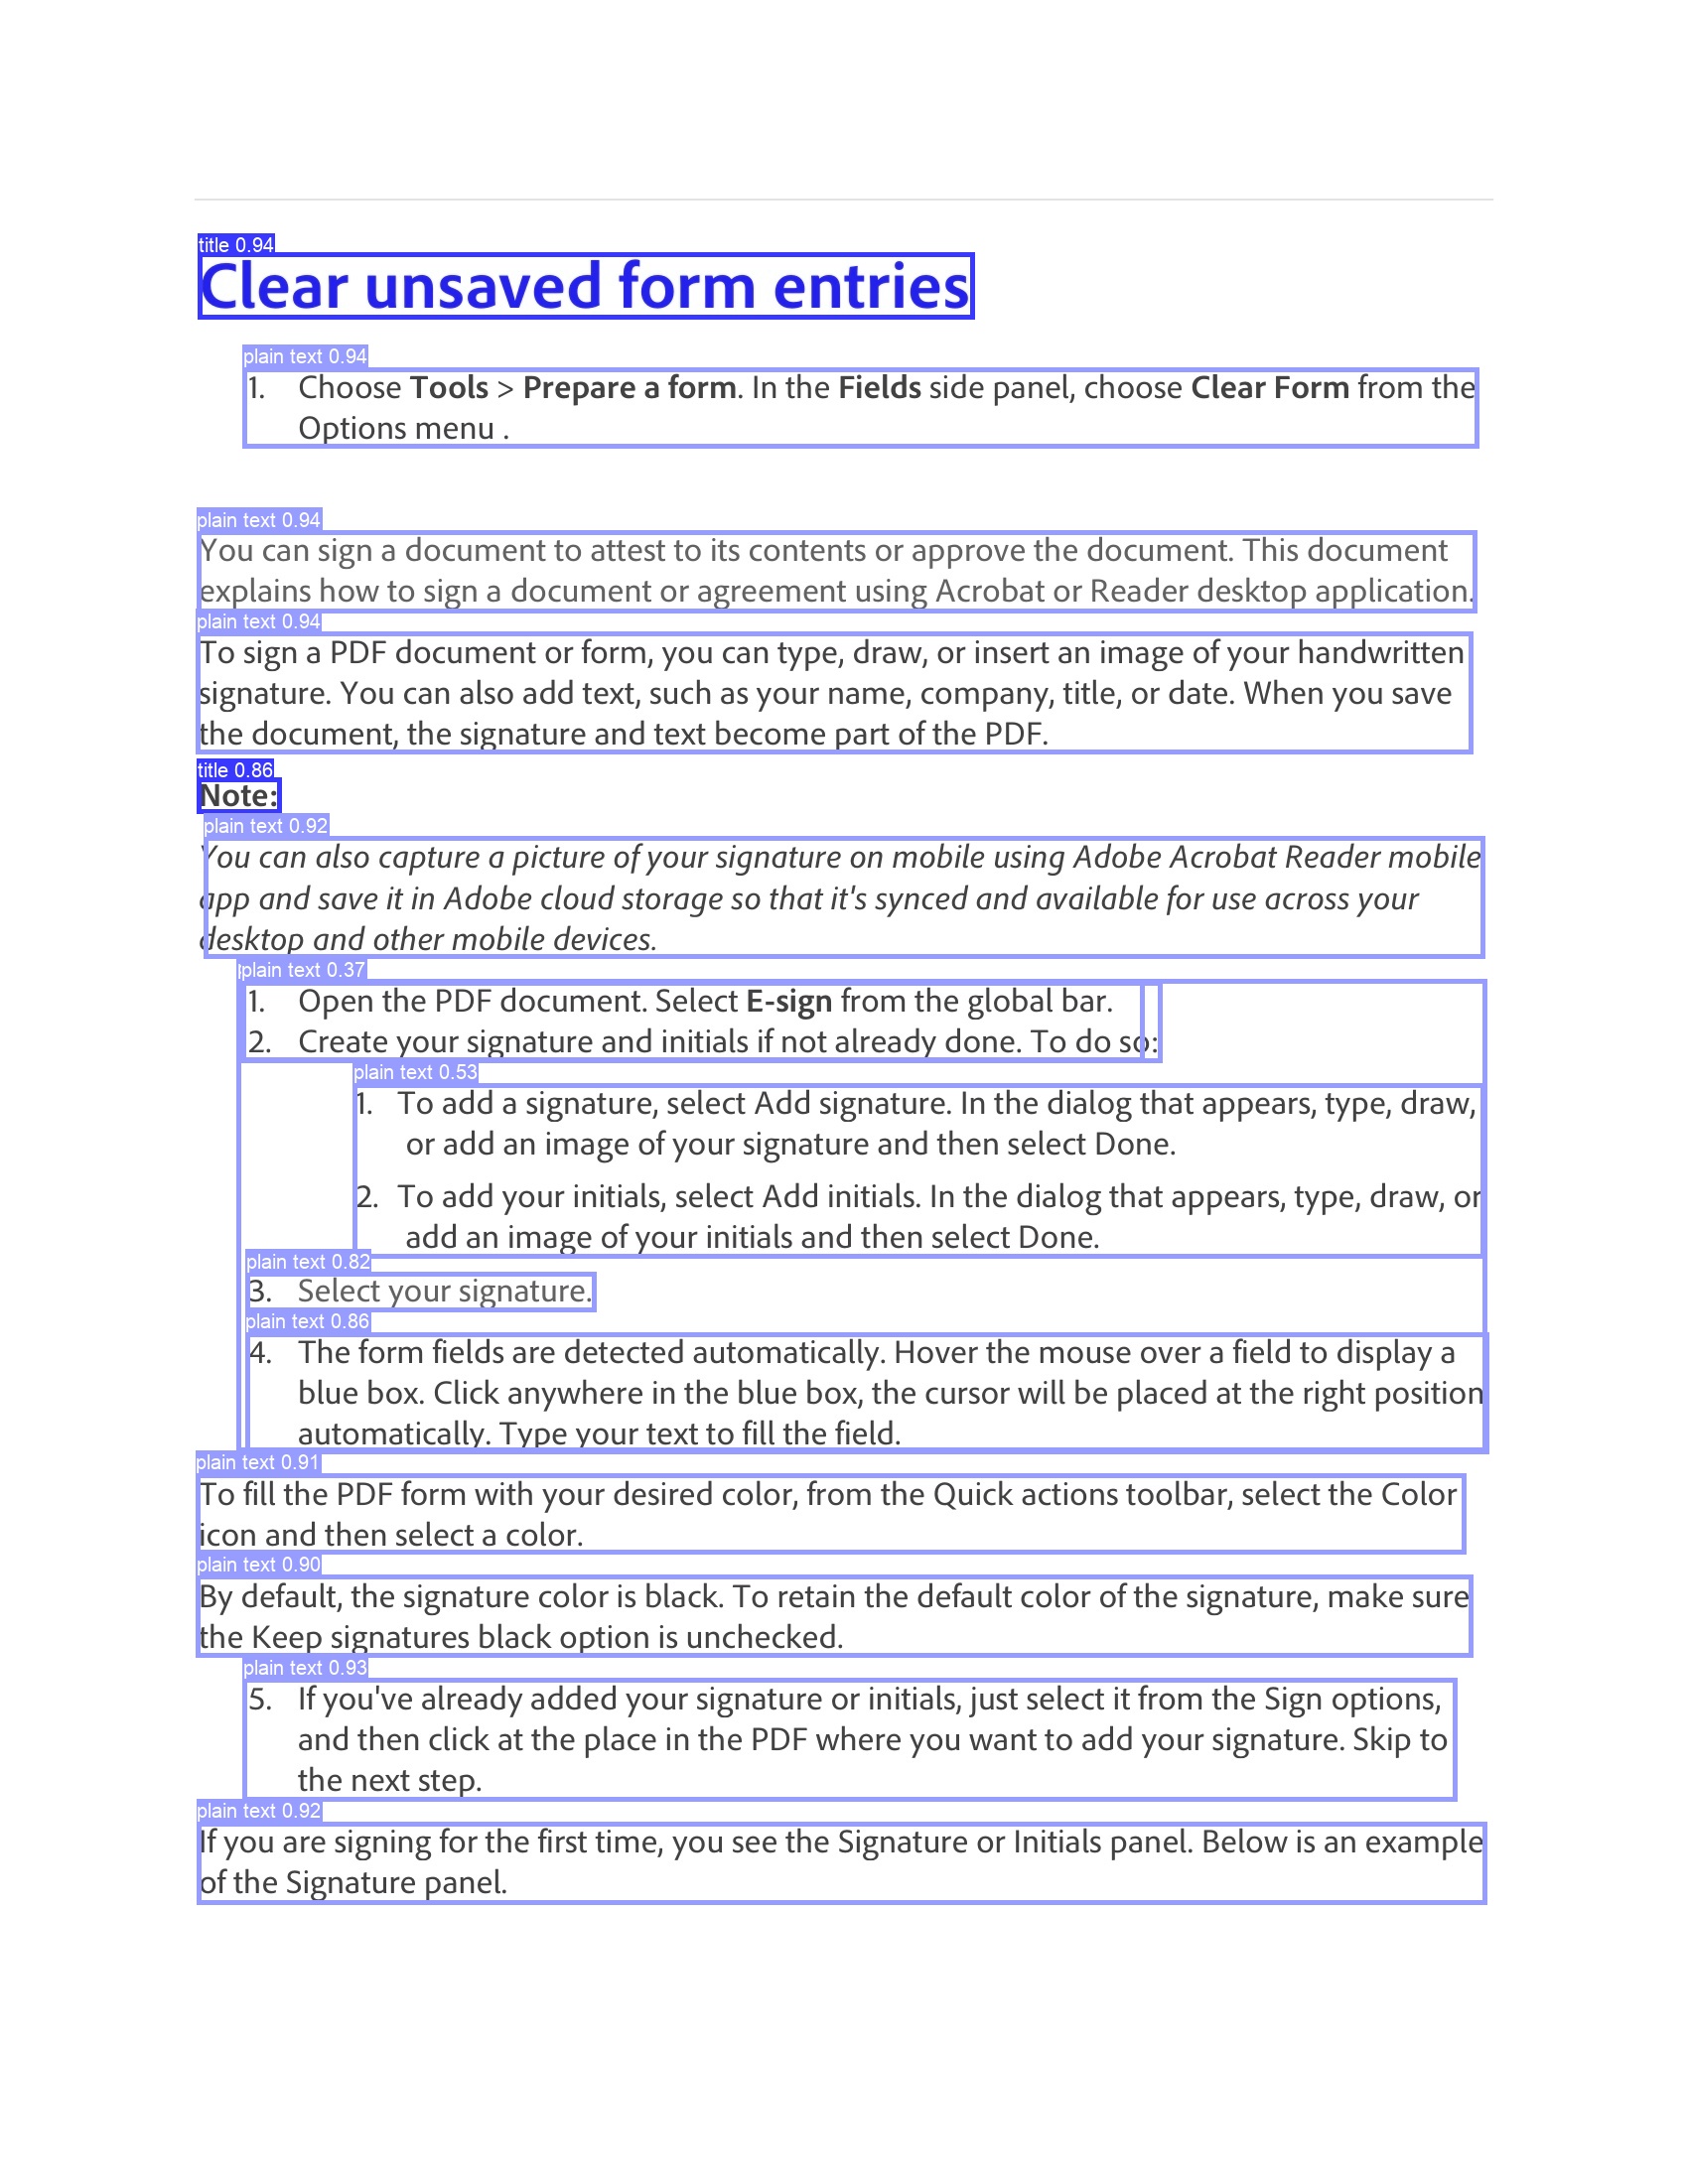 title 0.94
Clear unsaved form entries
plain text 0.94
1. Choose Tools > Prepare a form. In the Fields side panel, choose Clear Form from the
Options menu .
plain text 0.94
You can sign a document to attest to its contents or approve the document. This document
explains how to sign a document or agreement using Acrobat or Reader desktop application.
plain text 0.94
To sign a PDF document or form, you can type, draw, or insert an image of your handwritten
signature. You can also add text, such as your name, company, title, or date. When you save
the document, the signature and text become part of the PDF.
title 0.86
Note:
plain text 0.92
You can also capture a picture of your signature on mobile using Adobe Acrobat Reader mobile
app and save it in Adobe cloud storage so that it's synced and available for use across your
desktop and other mobile devices.
plain text 0.37
1. Open the PDF document. Select E-sign from the global bar.
2. Create your signature and initials if not already done. To do so:
plain text 0.53
1. To add a signature, select Add signature. In the dialog that appears, type, draw,
or add an image of your signature and then select Done.
2. To add your initials, select Add initials. In the dialog that appears, type, draw, or
add an image of your initials and then select Done.
plain text 0.82
3. Select your signature.
plain text 0.86
4. The form fields are detected automatically. Hover the mouse over a field to display a
blue box. Click anywhere in the blue box, the cursor will be placed at the right position
automatically. Type your text to fill the field.
plain text 0.91
To fill the PDF form with your desired color, from the Quick actions toolbar, select the Color
icon and then select a color.
plain text 0.90
By default, the signature color is black. To retain the default color of the signature, make sure
the Keep signatures black option is unchecked.
plain text 0.93
5. If you've already added your signature or initials, just select it from the Sign options,
and then click at the place in the PDF where you want to add your signature. Skip to
the next step.
plain text 0.92
If you are signing for the first time, you see the Signature or Initials panel. Below is an example
of the Signature panel.